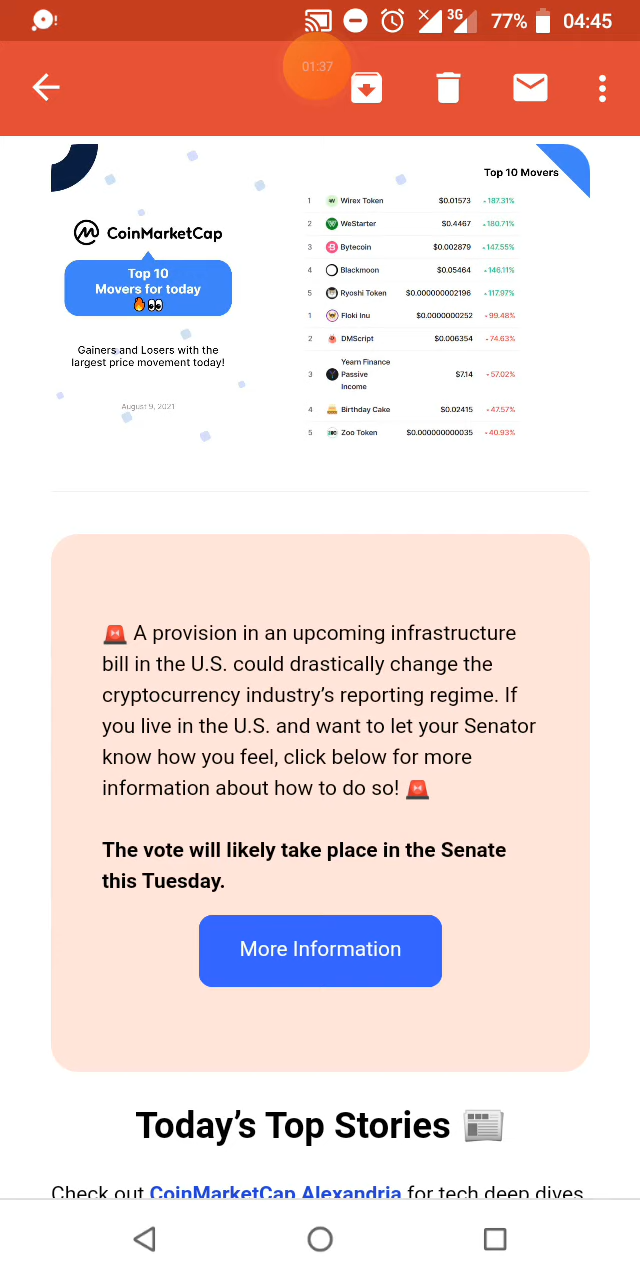 3G 77% 04:45
01:37
Top 10 Movers
CoinMarketCap
Top 10
Movers for today
Gainers and Losers with the
largest price movement today!
August 9, 2021
1 Wirex Token $0.01573 187.31%
2 WeStarter $0.4467 180.71%
3 Bytecoin $0.002879 147.55%
4 Blackmoon $0.05464 146.11%
5 Ryoshi Token $0.000000002196 117.97%
1 Floki Inu $0.0000000252 99.48%
2 DMScript $0.006354 74.63%
Yearn Finance
3 Passive $7.14 57.02%
Income
4 Birthday Cake $0.02415 47.57%
5 Zoo Token $0.000000000035 40.93%
🚨 A provision in an upcoming infrastructure
bill in the U.S. could drastically change the
cryptocurrency industry’s reporting regime. If
you live in the U.S. and want to let your Senator
know how you feel, click below for more
information about how to do so! 🚨
The vote will likely take place in the Senate
this Tuesday.
More Information
Today’s Top Stories 📰
Check out CoinMarketCap Alexandria for tech deep dives